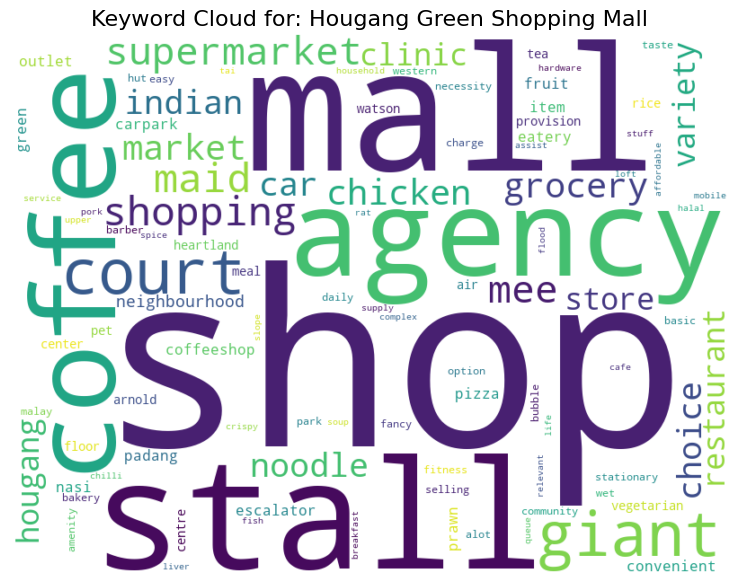 Keyword Cloud for: Hougang Green Shopping Mall
outlet
supermarket
clinic
tea
taste
tai
household
western
hut
easy
necessity
hardware
fruit
variety
coffee
mall
indian
watson
item
rice
green
carpark
provision
market
charge
eatery
stuff
assist
affordable
maid
car
chicken
grocery
loft
mobile
service
shopping
pork
upper
barber
spice
rat
agency
halal
heartland
flood
court
meal
air
mee
store
neighbourhood
daily
supply
complex
basic
pet
center
slope
coffeeshop
shop
cafe
restaurant
option
arnold
pizza
choice
malay
hougang
park
soup
fancy
bubble
life
crispy
floor
padang
noodle
fitness
relevant
chilli
nasi
bakery
stall
selling
stationary
wet
amenity
centre
escalator
fish
breakfast
prawn
alot
queue
community
vegetarian
giant
liver
convenient